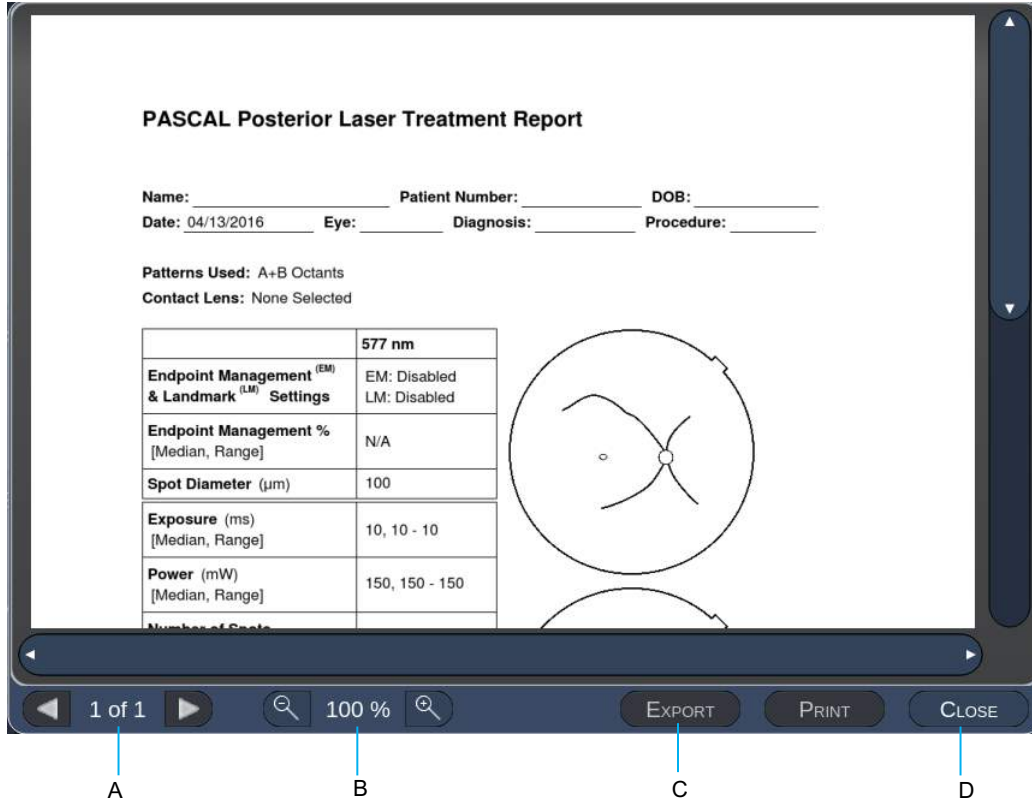 PASCAL Posterior Laser Treatment Report
Name: Patient Number: DOB:
Date: 04/13/2016 Eye: Diagnosis: Procedure:
Patterns Used: A+B Octants
Contact Lens: None Selected
577 nm
Endpoint Management (EM)
& Landmark (LM) Settings
EM: Disabled
LM: Disabled
Endpoint Management %
[Median, Range]
N/A
Spot Diameter (µm)
100
Exposure (ms)
[Median, Range]
10, 10 - 10
Power (mW)
[Median, Range]
150, 150 - 150
Number of Spots
1 of 1
100 %
EXPORT
PRINT
CLOSE
A
B
C
D